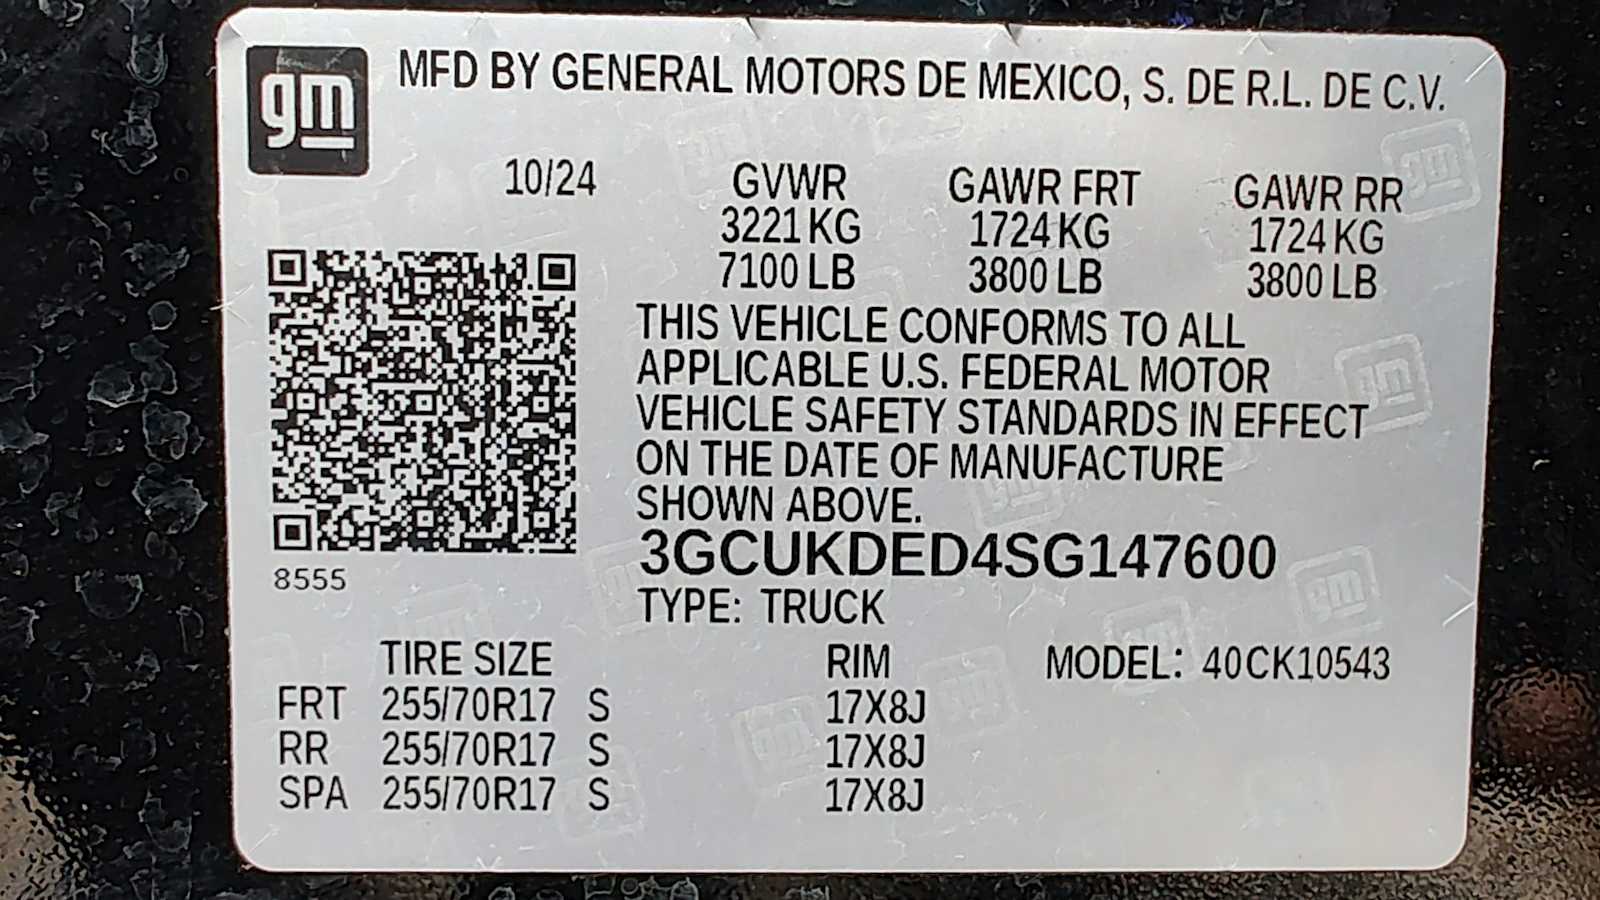 gm
MFD BY GENERAL MOTORS DE MEXICO, S. DE R.L. DE C.V.
10/24 GVWR GAWR FRT GAWR RR
3221 KG 1724 KG 1724 KG
7100 LB 3800 LB 3800 LB
THIS VEHICLE CONFORMS TO ALL
APPLICABLE U.S. FEDERAL MOTOR
VEHICLE SAFETY STANDARDS IN EFFECT
ON THE DATE OF MANUFACTURE
SHOWN ABOVE.
3GCUKDED4SG147600
8555
TYPE: TRUCK
TIRE SIZE RIM MODEL: 40CK10543
FRT 255/70R17 S 17X8J
RR 255/70R17 S 17X8J
SPA 255/70R17 S 17X8J